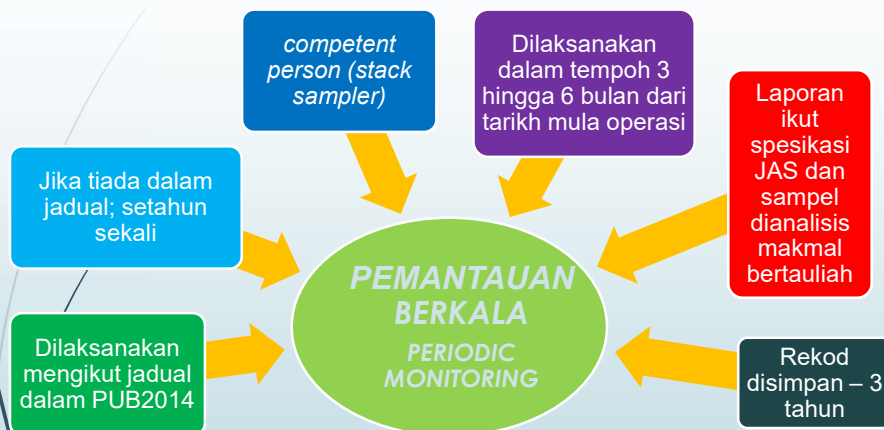 competent
person (stack
sampler)
Dilaksanakan
dalam tempoh 3
hingga 6 bulan dari
tarikh mula operasi
Laporan
ikut
spesikasi
JAS dan
sampel
dianalisis
makmal
bertauliah
Jika tiada dalam
jadual; setahun
sekali
PEMANTAUAN
BERKALA
PERIODIC
MONITORING
Dilaksanakan
mengikut jadual
dalam PUB2014
Rekod
disimpan – 3
tahun